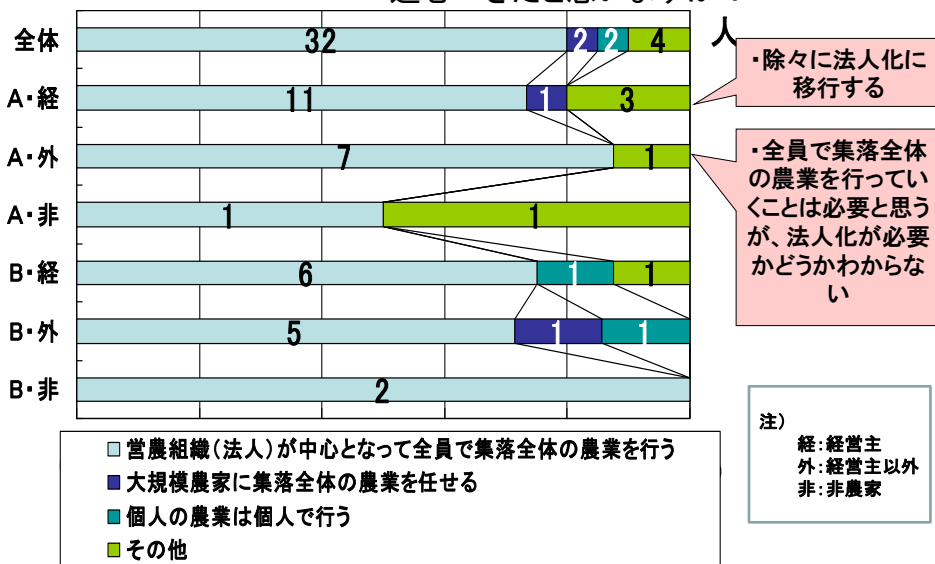 人
全体 32 2 2 4
A・経 11 1 3
A・外 7 1
A・非 1 1
B・経 6 1 1
B・外 5 1 1
B・非 2
・除々に法人化に
移行する
・全員で集落全体
の農業を行ってい
くことは必要と思う
が、法人化が必要
かどうかわからな
い
営農組織(法人)が中心となって全員で集落全体の農業を行う
大規模農家に集落全体の農業を任せる
個人の農業は個人で行う
その他
注)
経:経営主
外:経営主以外
非:非農家